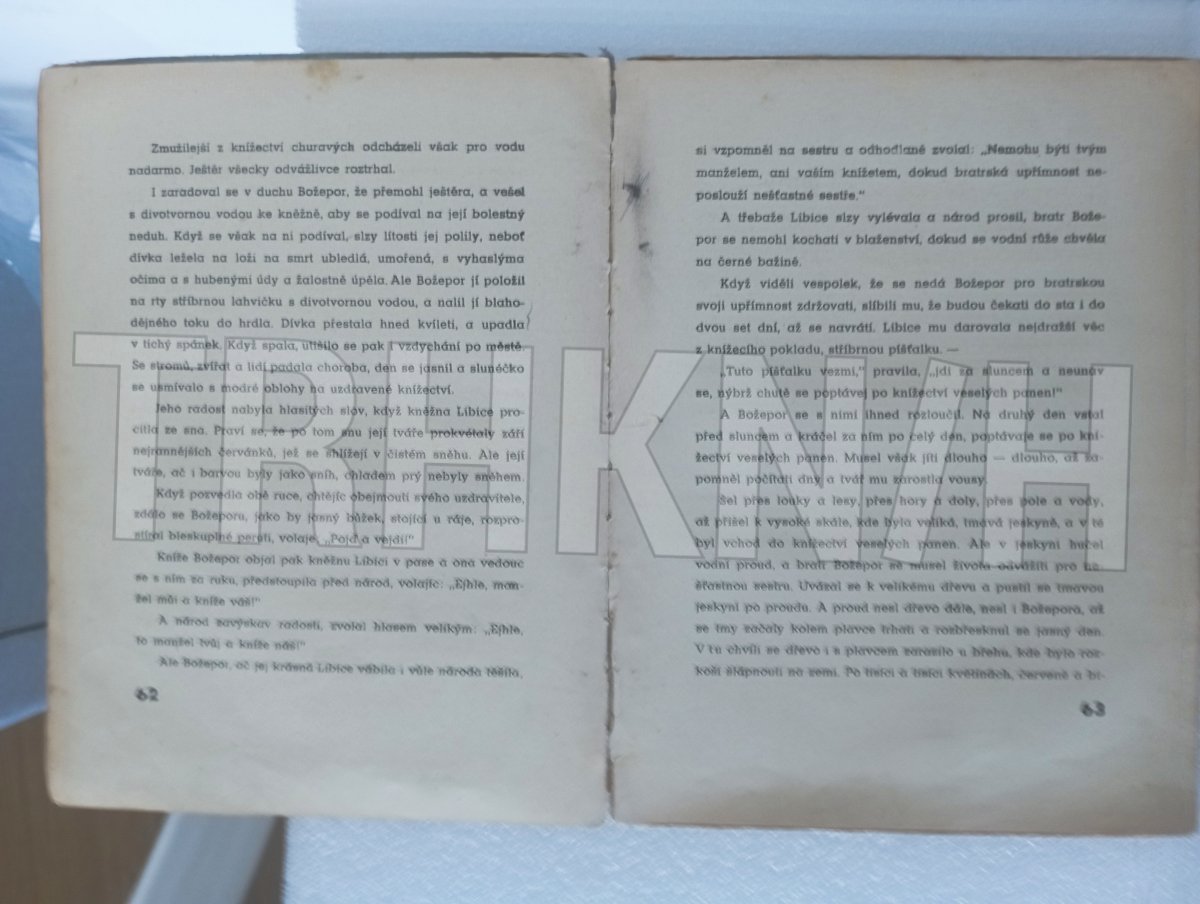 Zmužilejší z knížectví churavých odcházeli však pro vodu
nadarmo. Ještěr všecky odvážlivce roztrhal.
I zaradoval se v duchu Božepor, že přemohl ještěra, a vešel
s divotvornou vodou ke kněžně, aby se podíval na její bolestný
neduh. Když se však na ni podíval, slzy lítosti jej polily, neboť
dívka ležela na loži na smrt ubledlá, umořená, s vyhaslýma
očima a s hubenými údy a žalostně úpěla. Ale Božepor jí položil
na rty stříbrnou lahvičku s divotvornou vodou, a nalil jí blaho-
dějného toku do hrdla. Dívka přestala hned kvíleti, a upadla
v tichý spánek. Když spala, utišilo se pak i vzdychání po městě.
Se stromů, zvířat a lidí padala choroba, den se jasnil a slunéčko
se usmívalo s modré oblohy na uzdravené knížectví.
Jeho radost nabyla hlasitých slov, když kněžna Libice pro-
citla ze sna. Praví se, že po tom snu její tváře prokvétaly září
nejrannějších červánků, jež se shlížejí v čistém sněhu. Ale její
tváře, ač i barvou byly jako sníh, chladem prý nebyly sněhem.
Když pozvedla obě ruce, chtějíc obejmouti svého uzdravitele,
zdálo se Božeporu, jako by jasný bůžek, stojící u ráje, rozpro-
stíral bleskuplné perutí, volaje: „Pojď a vejdi!"
Kníže Božepor objal pak kněžnu Libici v pase a ona vedouc
se s ním za ruku, předstoupila před národ, volajíc: „Ejhle, man-
žel můj a kníže váš!"
A národ zavýskav radostí, zvolal hlasem velikým: „Ejhle,
to manžel tvůj a kníže náš!"
Ale Božepor, ač jej krásná Libice vábila i vůle národa těšila,
62
si vzpomněl na sestru a odhodlaně zvolal: „Nemohu býti tvým
manželem, ani vaším knížetem, dokud bratrská upřímnost ne-
poslouží nešťastné sestře."
A třebaže Libice slzy vylévala a národ prosil, bratr Bože-
por se nemohl kochati v blaženství, dokud se vodní růže chvěla
na černé bažině.
Když viděli vespolek, že se nedá Božepor pro bratrskou
svoji upřímnost zdržovati, slíbili mu, že budou čekati do sta i do
dvou set dní, až se navrátí. Libice mu darovala nejdražší věc
z knížecího pokladu, stříbrnou píšťalku. —
„Tuto píšťalku vezmi," pravila, „jdi za sluncem a neunav
se, nýbrž chutě se poptávej po knížectví veselých panen!"
A Božepor se s nimi ihned rozloučil. Na druhý den vstal
před sluncem a kráčel za ním po celý den, poptávaje se po kní-
žectví veselých panen. Musel však jíti dlouho — dlouho, až za-
pomněl počítati dny a tvář mu zarostla vousy.
Šel přes louky a lesy, přes hory a doly, přes pole a vody,
až přišel k vysoké skále, kde byla veliká, tmavá jeskyně, a v té
byl vchod do knížectví veselých panen. Ale v jeskyni hučel
vodní proud, a bratr Božepor se musel života odvážiti pro ne-
šťastnou sestru. Uvázal se k velikému dřevu a pustil se tmavou
jeskyní po proudu. A proud nesl dřevo dále, nesl i Božepora, až
se tmy začaly kolem plavce trhati a rozbřesknul se jasný den.
V tu chvíli se dřevo i s plavcem zarazilo u břehu, kde bylo roz-
koší šlápnouti na zemi. Po tisíci a tisíci květinách, červeně a bí-
63
TRHKNIH